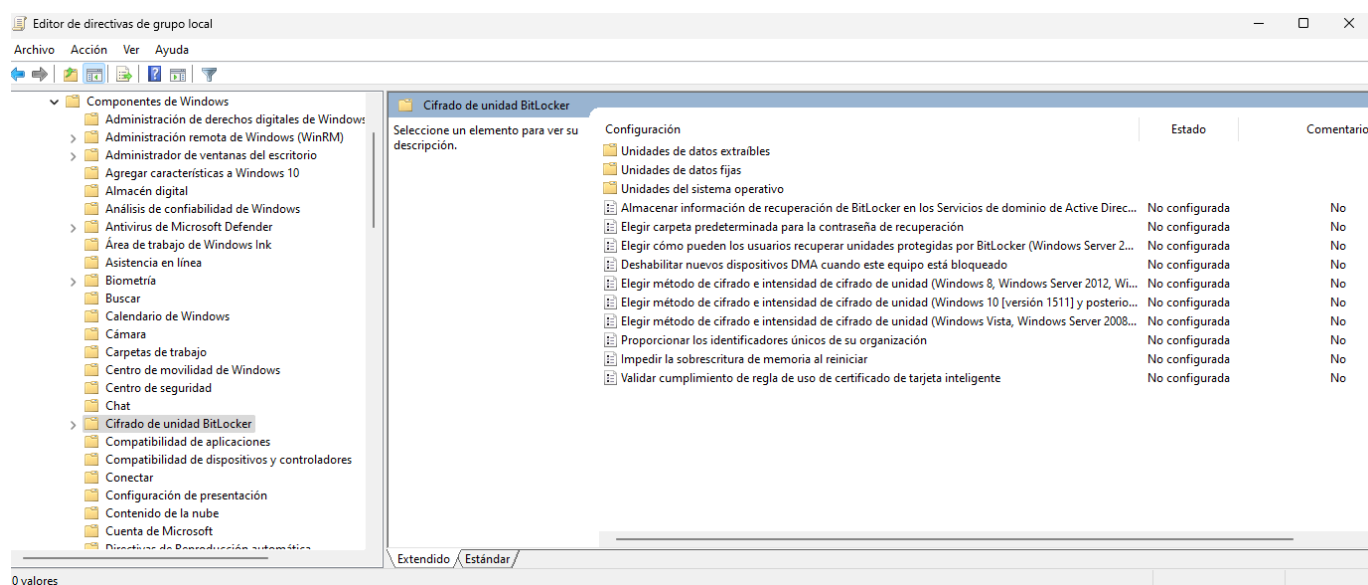 Editor de directivas de grupo local
Archivo Acción Ver Ayuda
Componentes de Windows
Administración de derechos digitales de Windows
Administración remota de Windows (WinRM)
Administrador de ventanas del escritorio
Agregar características a Windows 10
Almacén digital
Análisis de confiabilidad de Windows
Antivirus de Microsoft Defender
Área de trabajo de Windows Ink
Asistencia en línea
Biometría
Buscar
Calendario de Windows
Cámara
Carpetas de trabajo
Centro de movilidad de Windows
Centro de seguridad
Chat
Cifrado de unidad BitLocker
Compatibilidad de aplicaciones
Compatibilidad de dispositivos y controladores
Conectar
Configuración de presentación
Contenido de la nube
Cuenta de Microsoft
Directivas de Reproducción automática
Cifrado de unidad BitLocker
Seleccione un elemento para ver su
descripción.
Configuración Estado Comentario
Unidades de datos extraíbles
Unidades de datos fijas
Unidades del sistema operativo
Almacenar información de recuperación de BitLocker en los Servicios de dominio de Active Direc... No configurada No
Elegir carpeta predeterminada para la contraseña de recuperación No configurada No
Elegir cómo pueden los usuarios recuperar unidades protegidas por BitLocker (Windows Server 2... No configurada No
Deshabilitar nuevos dispositivos DMA cuando este equipo está bloqueado No configurada No
Elegir método de cifrado e intensidad de cifrado de unidad (Windows 8, Windows Server 2012, Wi... No configurada No
Elegir método de cifrado e intensidad de cifrado de unidad (Windows 10 [versión 1511] y posterio... No configurada No
Elegir método de cifrado e intensidad de cifrado de unidad (Windows Vista, Windows Server 2008... No configurada No
Proporcionar los identificadores únicos de su organización No configurada No
Impedir la sobrescritura de memoria al reiniciar No configurada No
Validar cumplimiento de regla de uso de certificado de tarjeta inteligente No configurada No
Extendido Estándar
0 valores